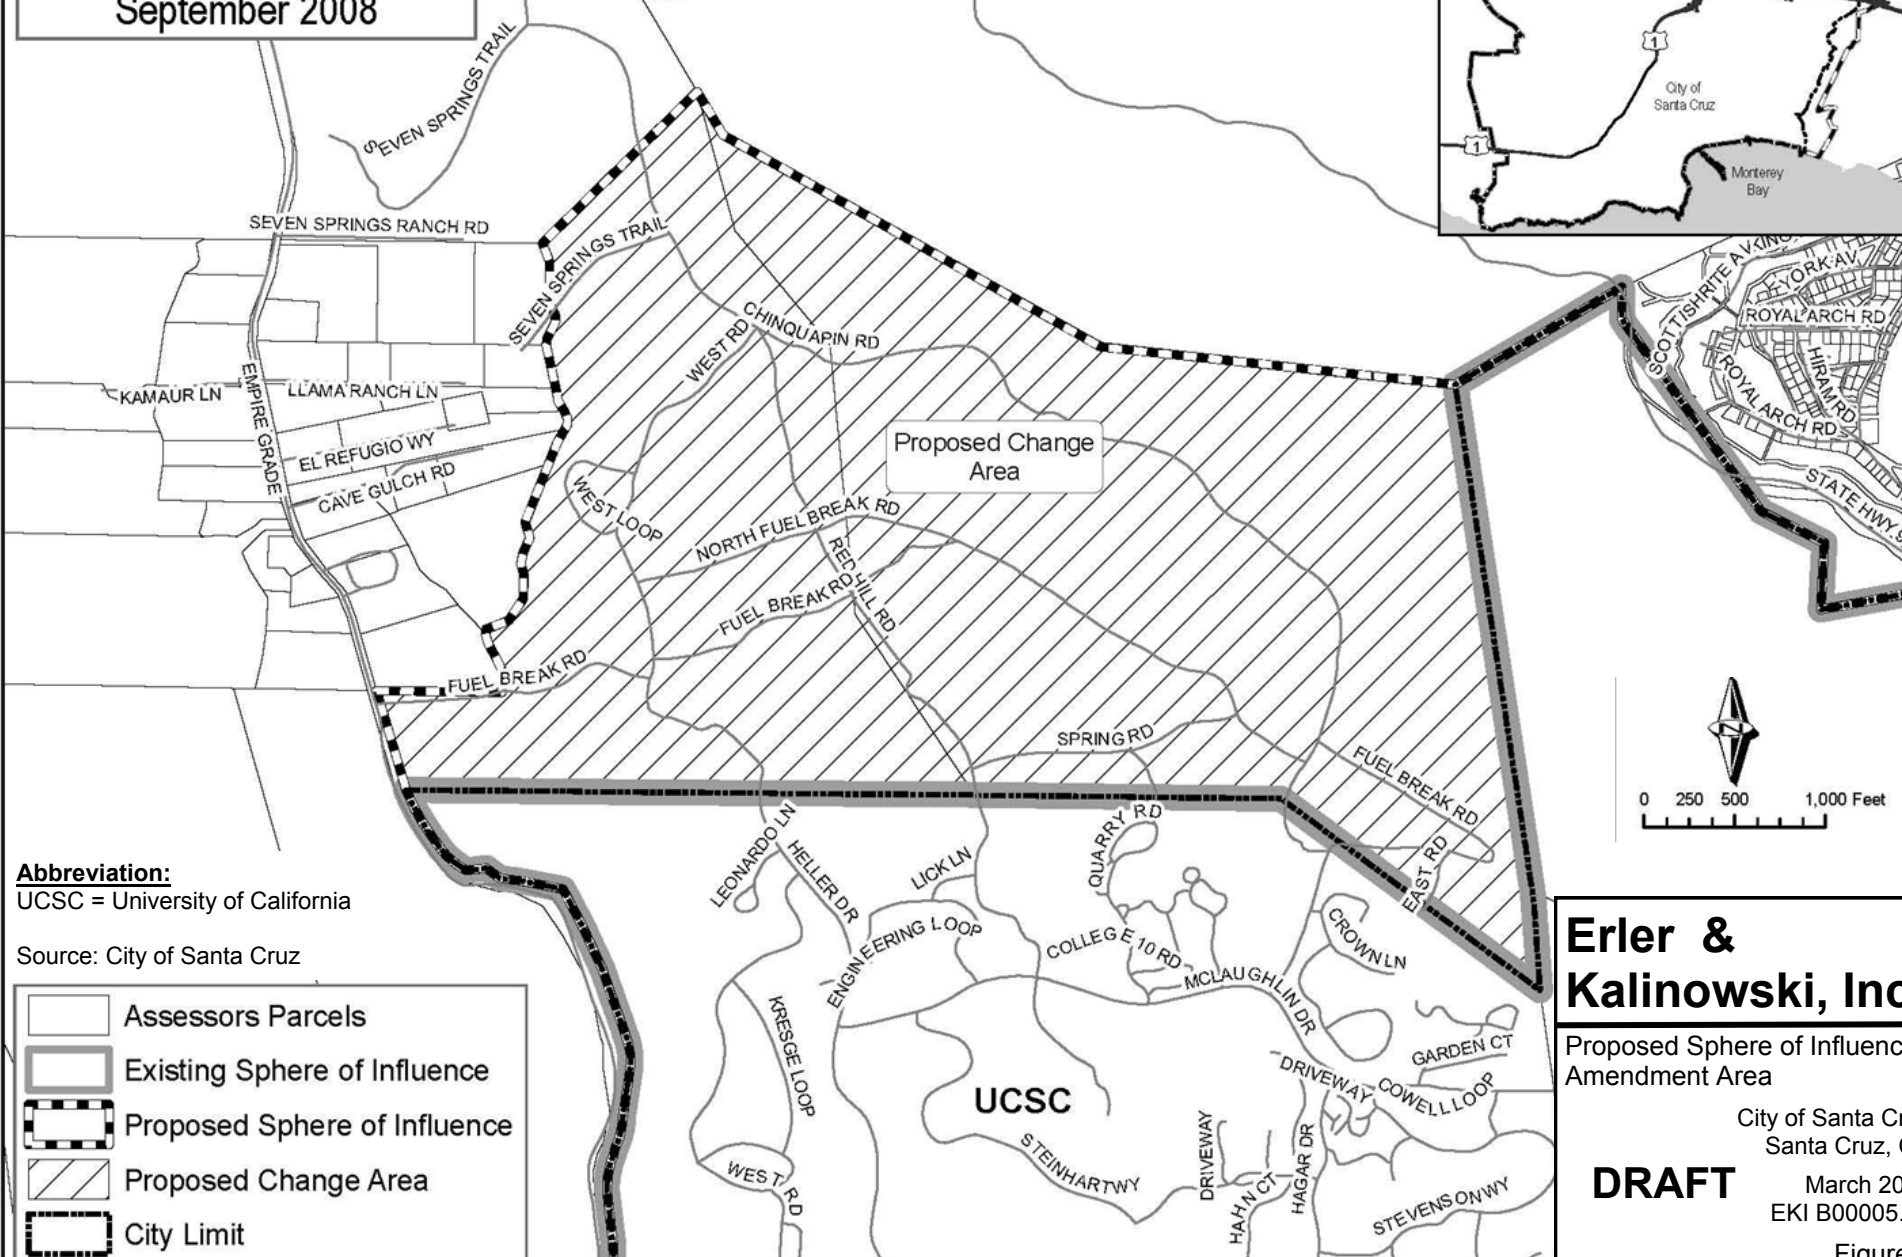 September 2008
SEVEN SPRINGS TRAIL
SEVEN SPRINGS RANCH RD
SEVEN SPRINGS TRAIL
CHINQUAPIN RD
WEST RD
KAMAUR LN
LLAMA RANCH LN
EMPIRE GRADE
EL REFUGIO WY
CAVE GULCH RD
WEST LOOP
Proposed Change
Area
NORTH FUEL BREAK RD
RED HILL RD
FUEL BREAK RD
FUEL BREAK RD
SPRING RD
FUEL BREAK RD
EAST RD
1
City of
Santa Cruz
1
Monterey
Bay
SCOTTISH RITE AV
KING
YORK AV
ROYAL ARCH RD
HIRAM RD
ROYAL ARCH RD
STATE HWY 9
N
0 250 500 1,000 Feet
LEONARDO LN
HELLER DR
LICK LN
QUARRY RD
ENGINEERING LOOP
COLLEGE 10 RD
MCLAUGHLIN DR
CROWN LN
KRESGE LOOP
GARDEN CT
DRIVEWAY
COWELL LOOP
UCSC
STEINHART WY
DRIVEWAY
HAHN CT
HAGAR DR
STEVENSON WY
WEST RD
Abbreviation:
UCSC = University of California
Source: City of Santa Cruz
Assessors Parcels
Existing Sphere of Influence
Proposed Sphere of Influence
Proposed Change Area
City Limit
Erler &
Kalinowski, Inc
Proposed Sphere of Influenc
Amendment Area
City of Santa Cr
Santa Cruz,
DRAFT
March 20
EKI B00005.
Figure